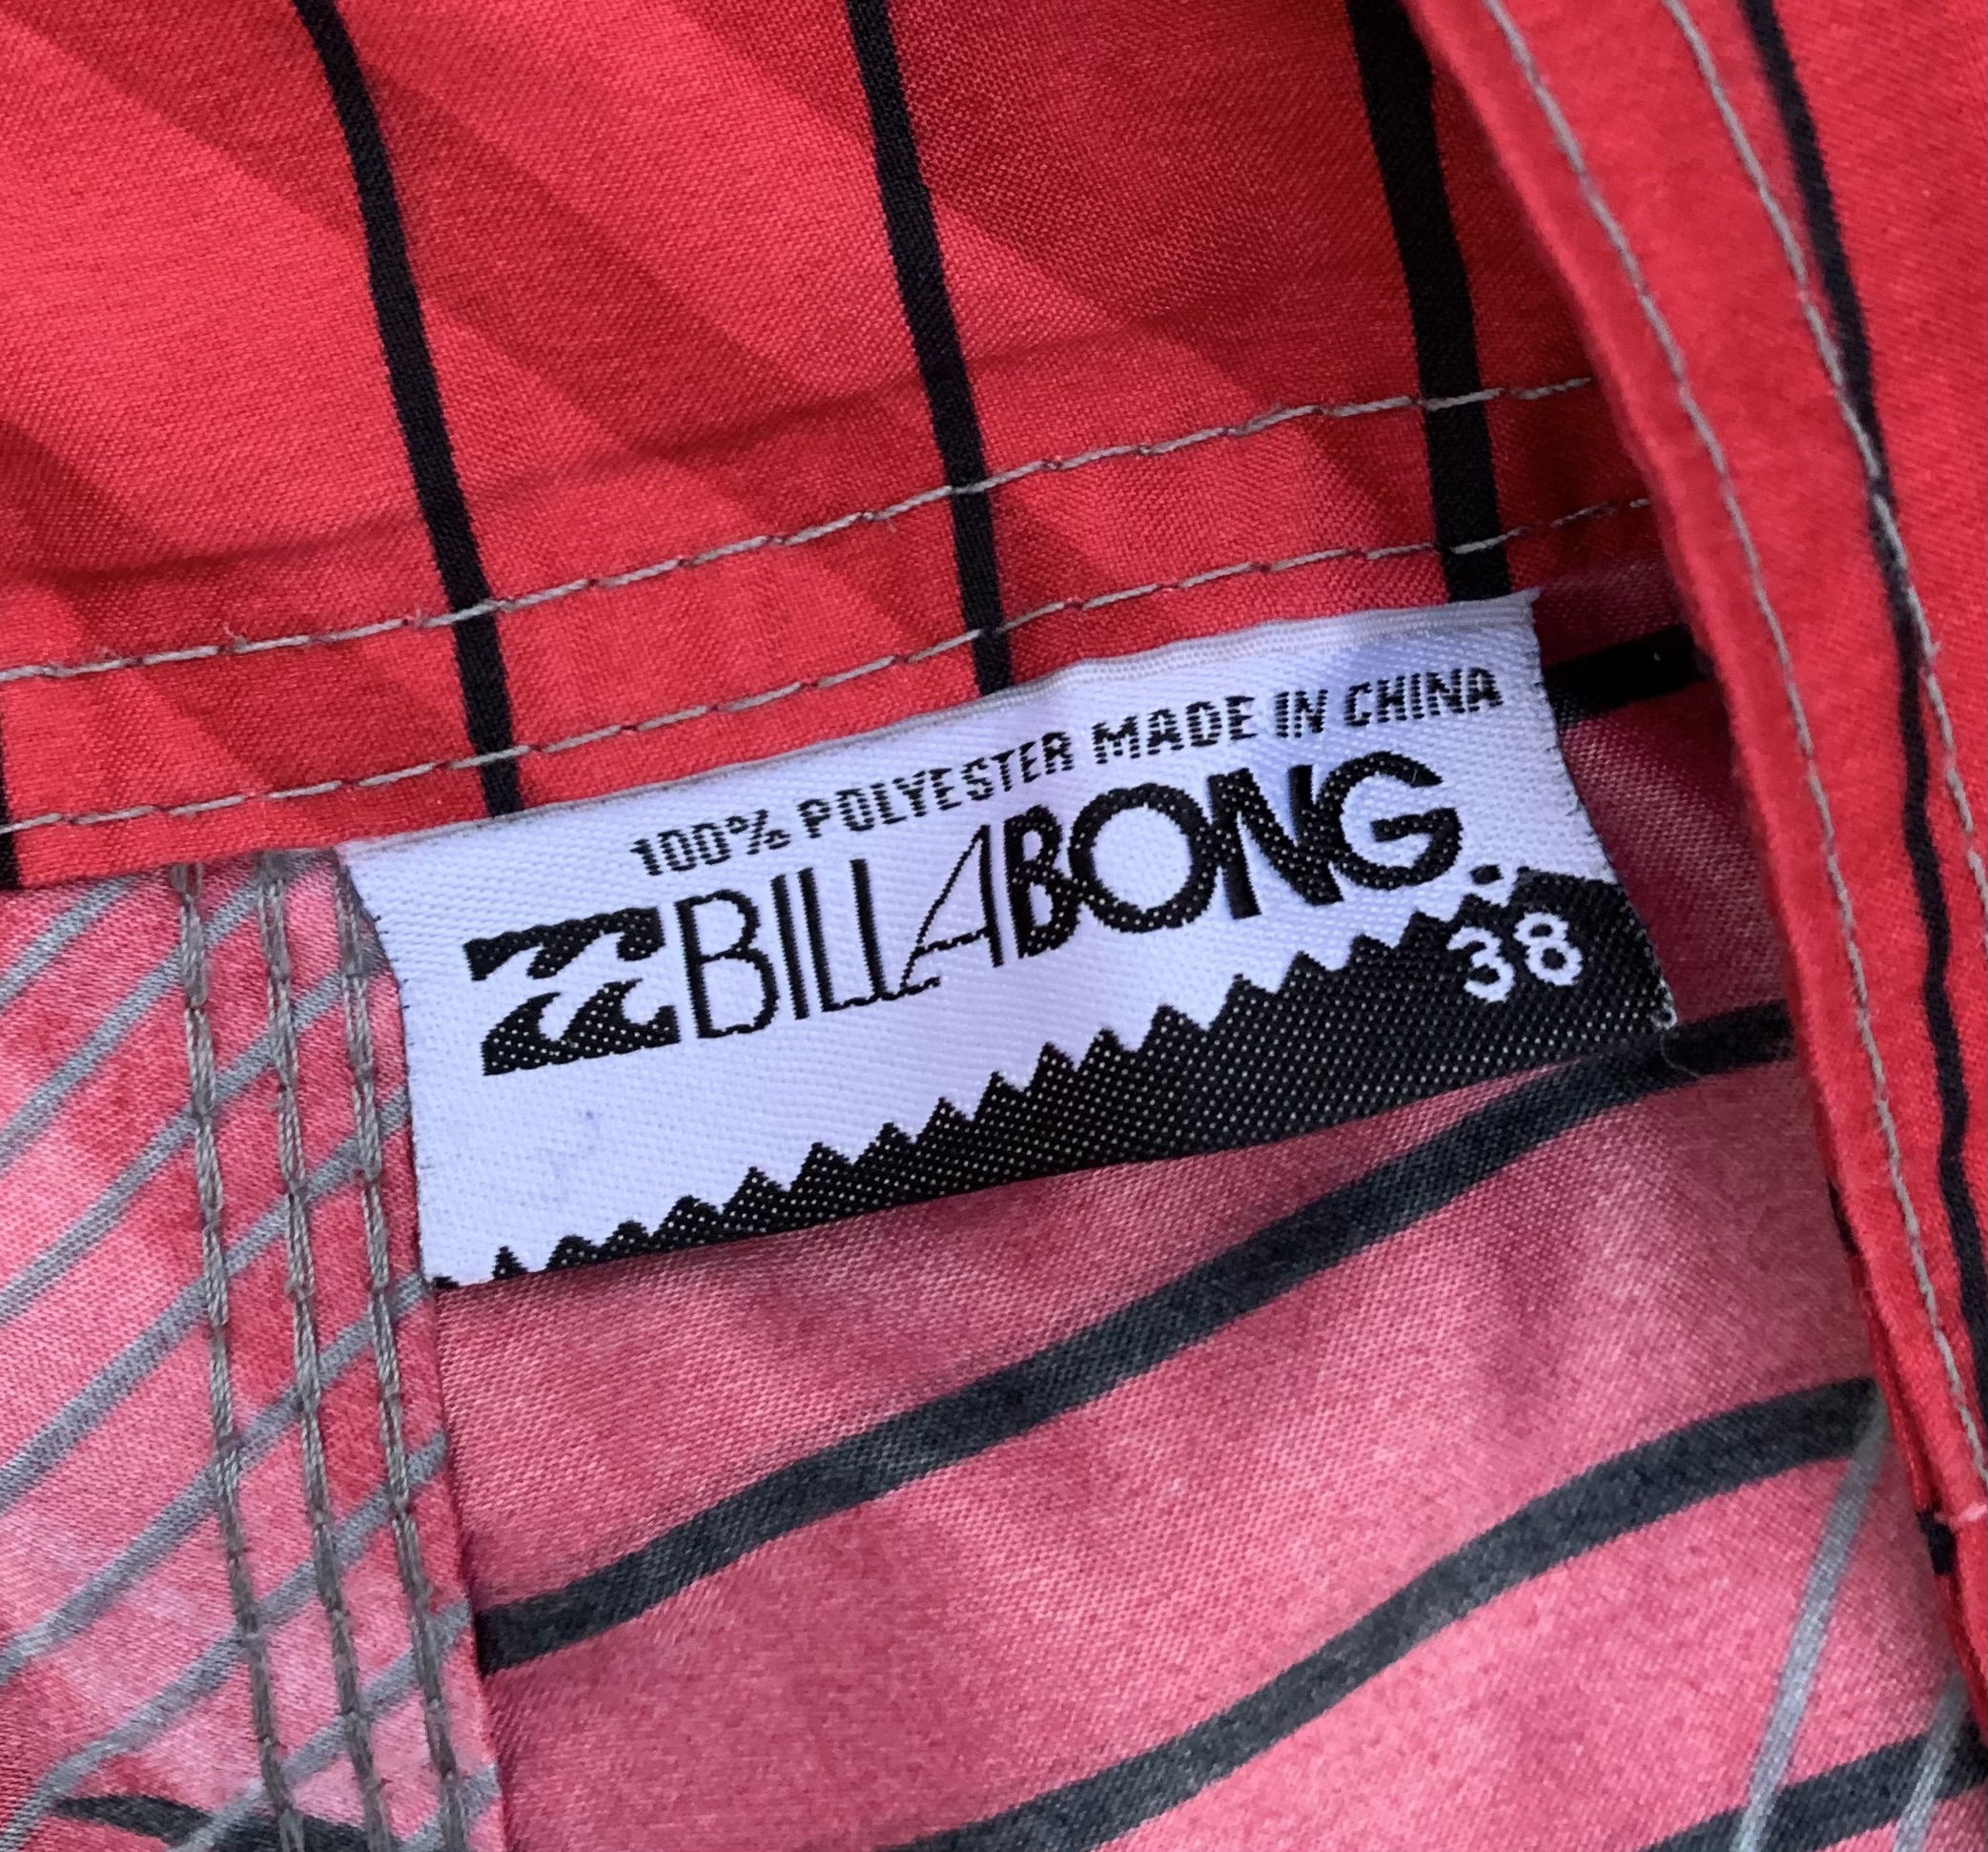 100% POLYESTER MADE IN CHINA
BILLABONG.
38